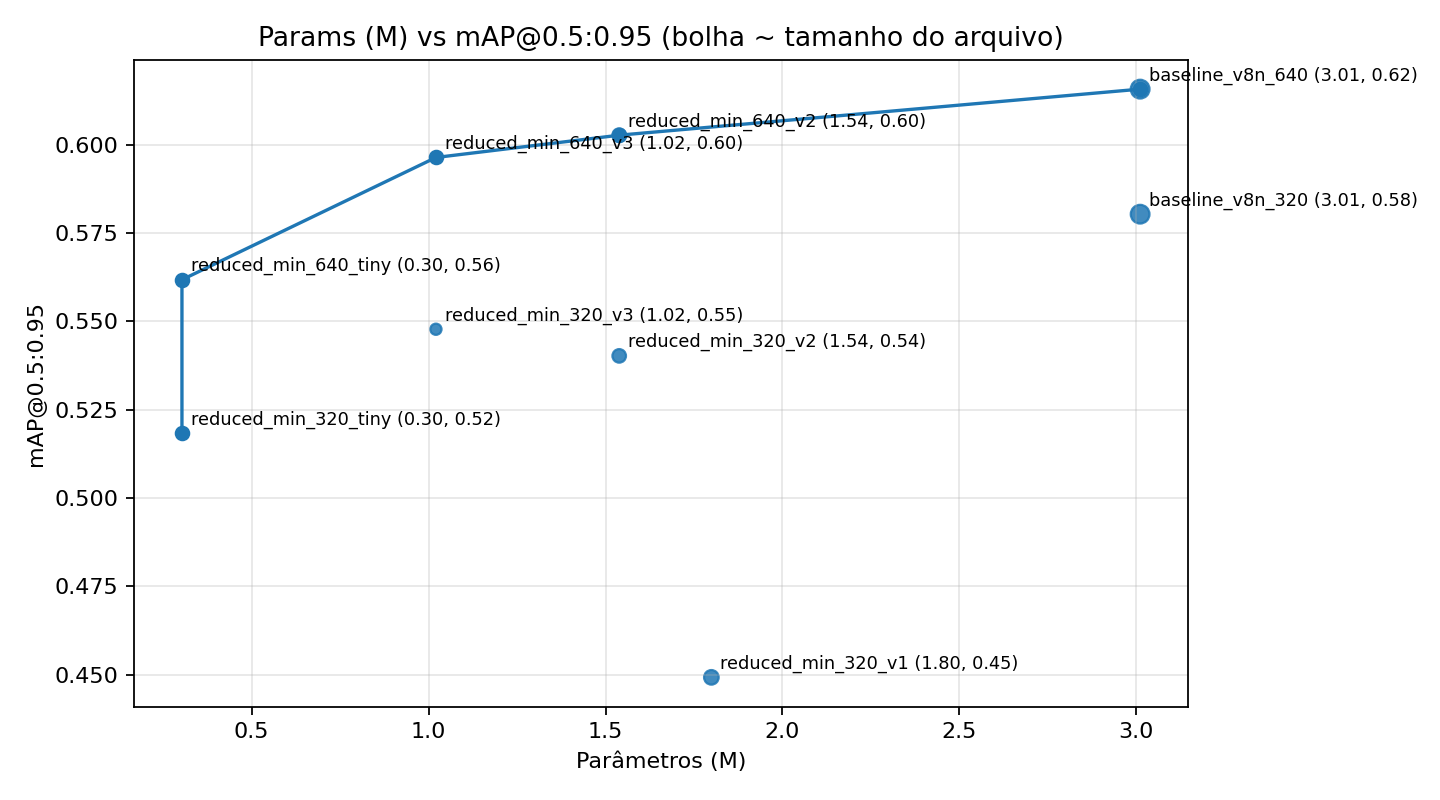 Params (M) vs mAP@0.5:0.95 (bolha ~ tamanho do arquivo)
mAP@0.5:0.95
0.600
0.575
0.550
0.525
0.500
0.475
0.450
baseline_v8n_640 (3.01, 0.62)
reduced_min_640_v2 (1.54, 0.60)
reduced_min_640_v3 (1.02, 0.60)
baseline_v8n_320 (3.01, 0.58)
reduced_min_640_tiny (0.30, 0.56)
reduced_min_320_v3 (1.02, 0.55)
reduced_min_320_v2 (1.54, 0.54)
reduced_min_320_tiny (0.30, 0.52)
reduced_min_320_v1 (1.80, 0.45)
0.5 1.0 1.5 2.0 2.5 3.0
Parâmetros (M)